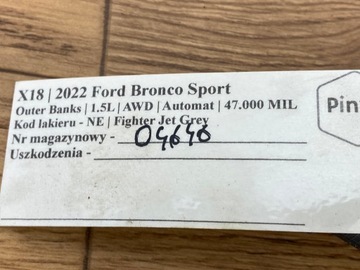 X18 | 2022 Ford Bronco Sport
Outer Banks | 1.5L | AWD | Automat | 47.000 MIL
Kod lakieru - NE | Fighter Jet Grey
Nr magazynowy - 04646
Uszkodzenia -
Pin